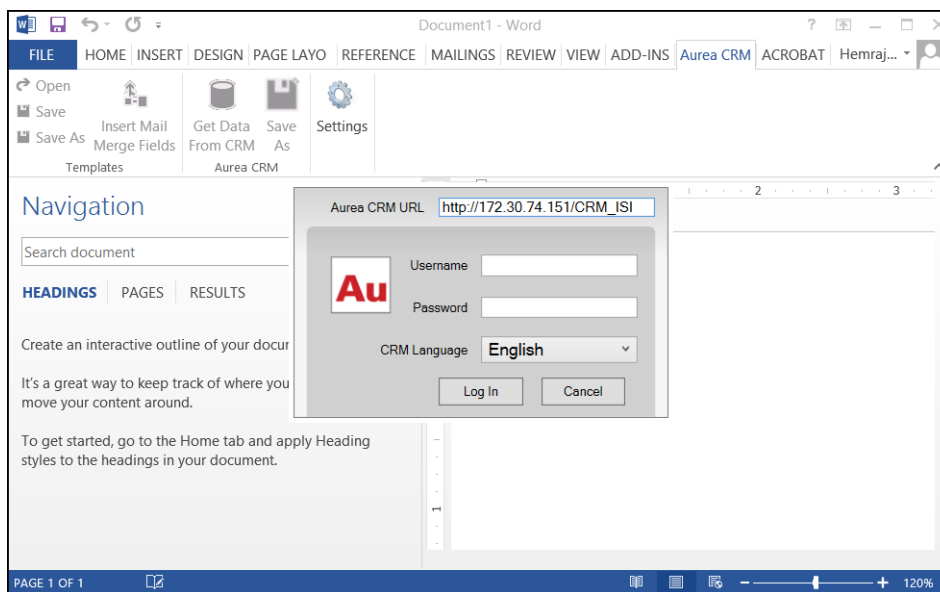 Document1 - Word
FILE HOME INSERT DESIGN PAGE LAYO REFERENCE MAILINGS REVIEW VIEW ADD-INS Aurea CRM ACROBAT Hemraj...
Open
Save
Save As
Insert Mail
Merge Fields
Templates
Get Data
From CRM
Save
As
Aurea CRM
Settings
Navigation
Search document
HEADINGS PAGES RESULTS
Create an interactive outline of your docur
It's a great way to keep track of where you
move your content around.
To get started, go to the Home tab and apply Heading
styles to the headings in your document.
Aurea CRM URL http://172.30.74.151/CRM_ISI
Au
Username
Password
CRM Language English
Log In Cancel
2 3
1
PAGE 1 OF 1 120%